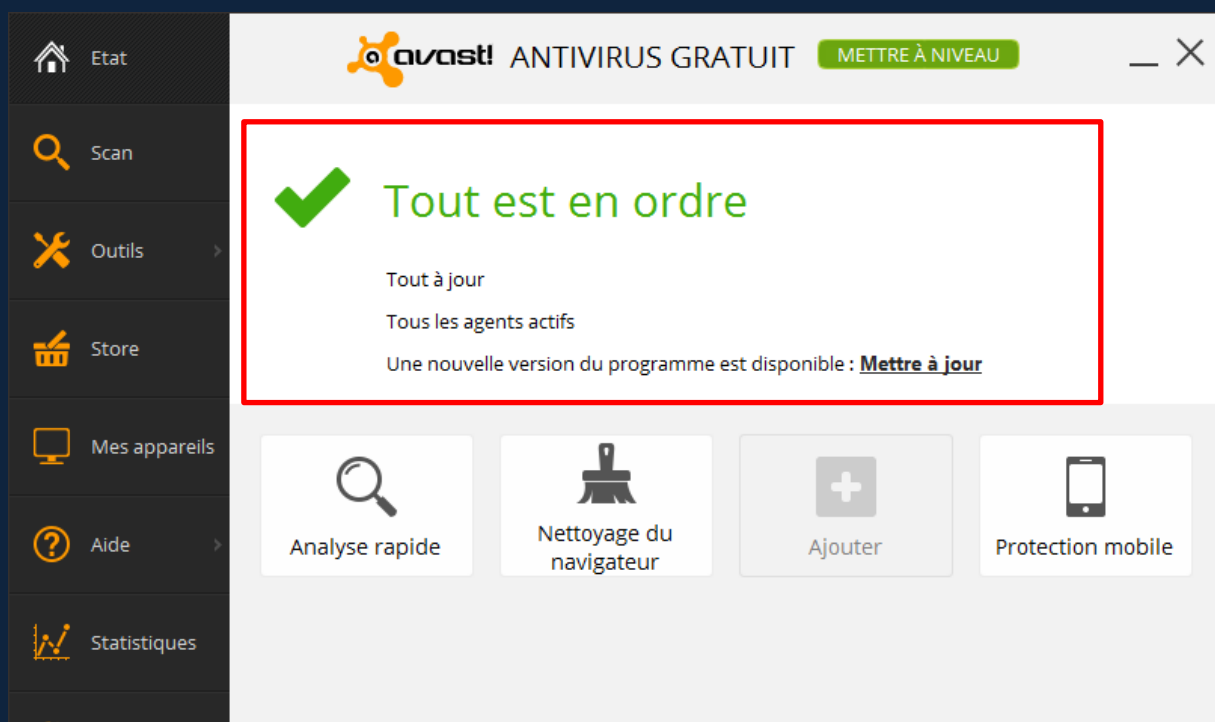 Etat
avast! ANTIVIRUS GRATUIT METTRE À NIVEAU
Scan
Outils
Store
Mes appareils
Aide
Statistiques
Tout est en ordre
Tout à jour
Tous les agents actifs
Une nouvelle version du programme est disponible : Mettre à jour
Analyse rapide
Nettoyage du
navigateur
Ajouter
Protection mobile